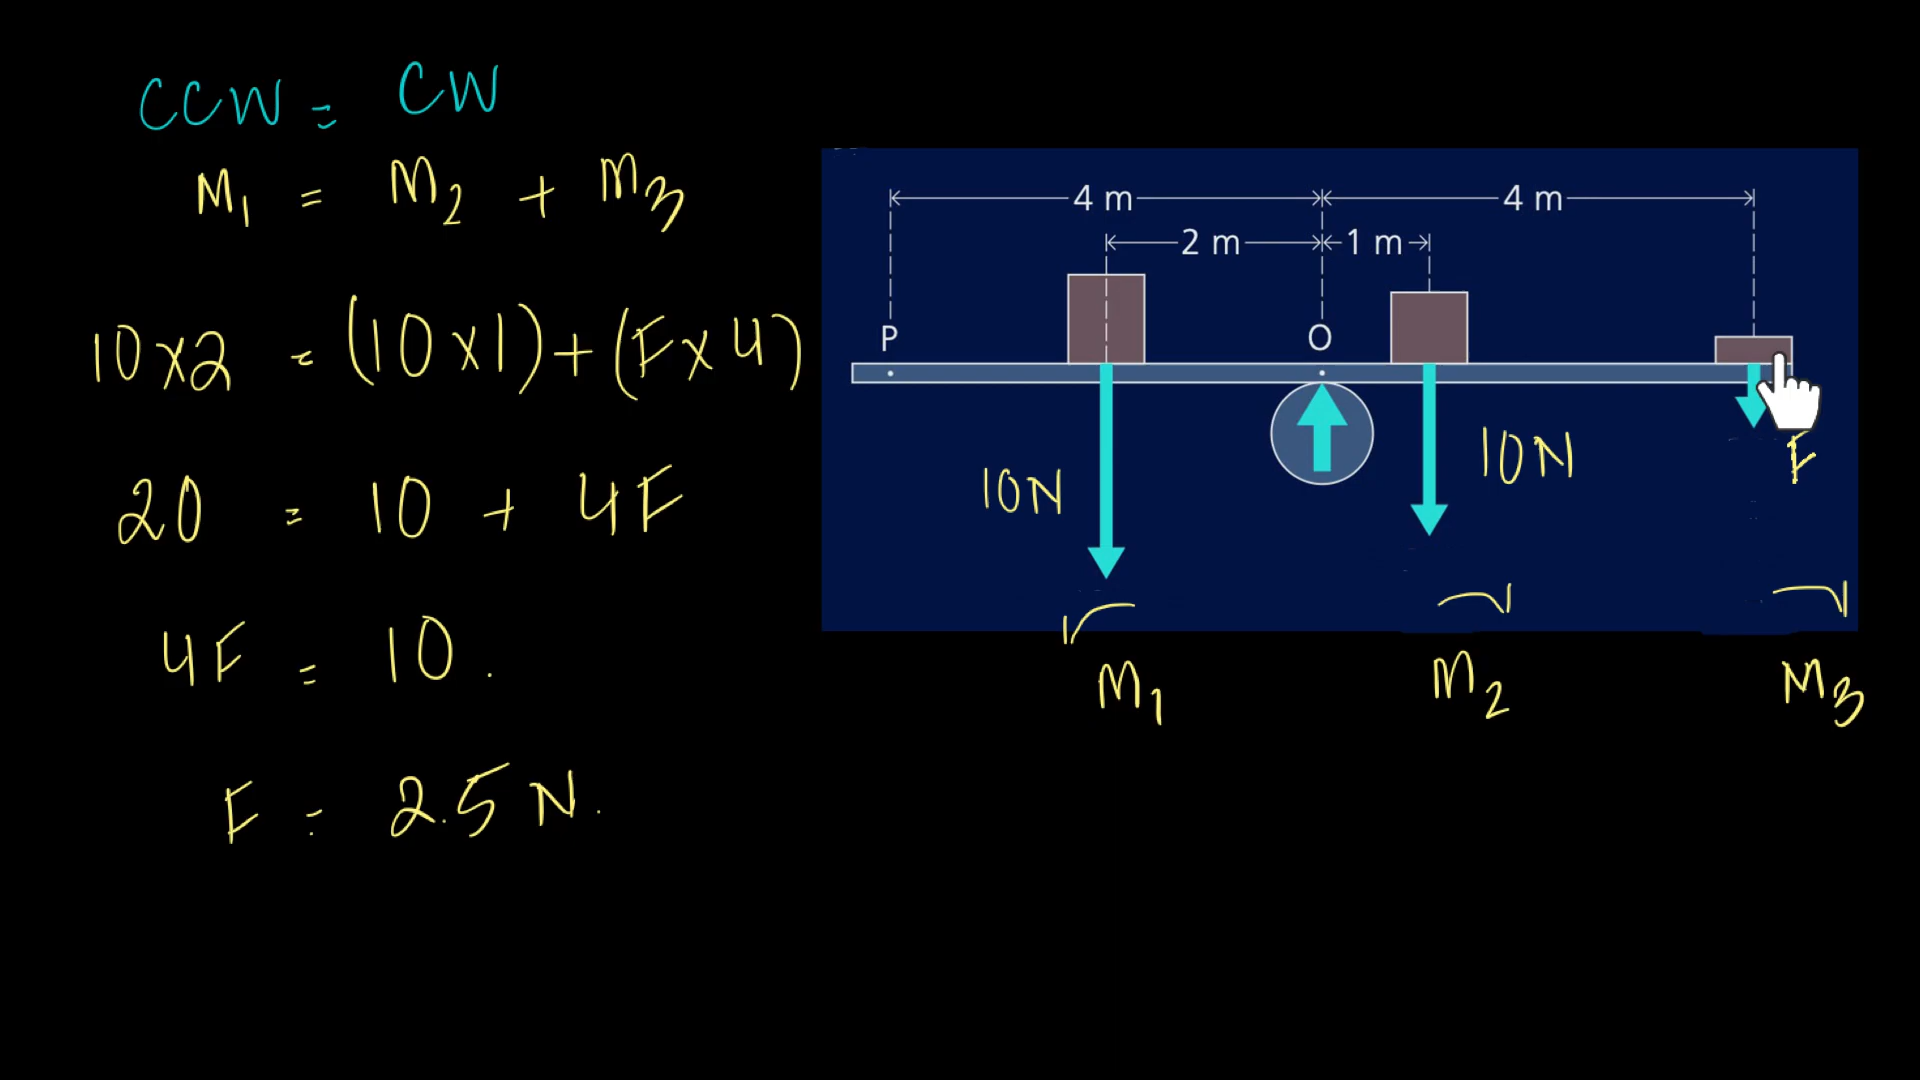 CCW = CW
M1 = M2 + M3
10x2 = (10x1)+(Fx4)
20 = 10 + 4F
4F = 10.
F = 2.5 N.
4 m 4 m
2 m 1 m
P O
10N 10N F
M1 M2 M3